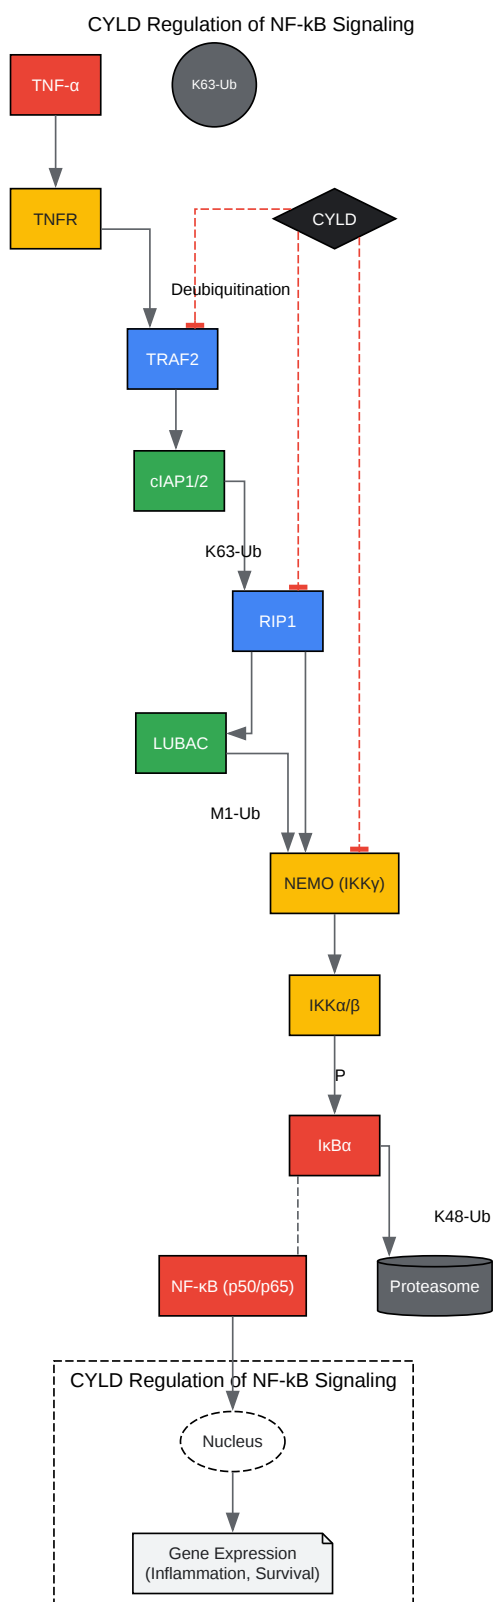 CYLD Regulation of NF-kB Signaling
TNF-α
K63-Ub
TNFR
CYLD
Deubiquitination
TRAF2
cIAP1/2
K63-Ub
RIP1
LUBAC
M1-Ub
NEMO (IKKγ)
IKKα/β
P
IκBα
K48-Ub
NF-κB (p50/p65)
Proteasome
CYLD Regulation of NF-kB Signaling
Nucleus
Gene Expression
(Inflammation, Survival)